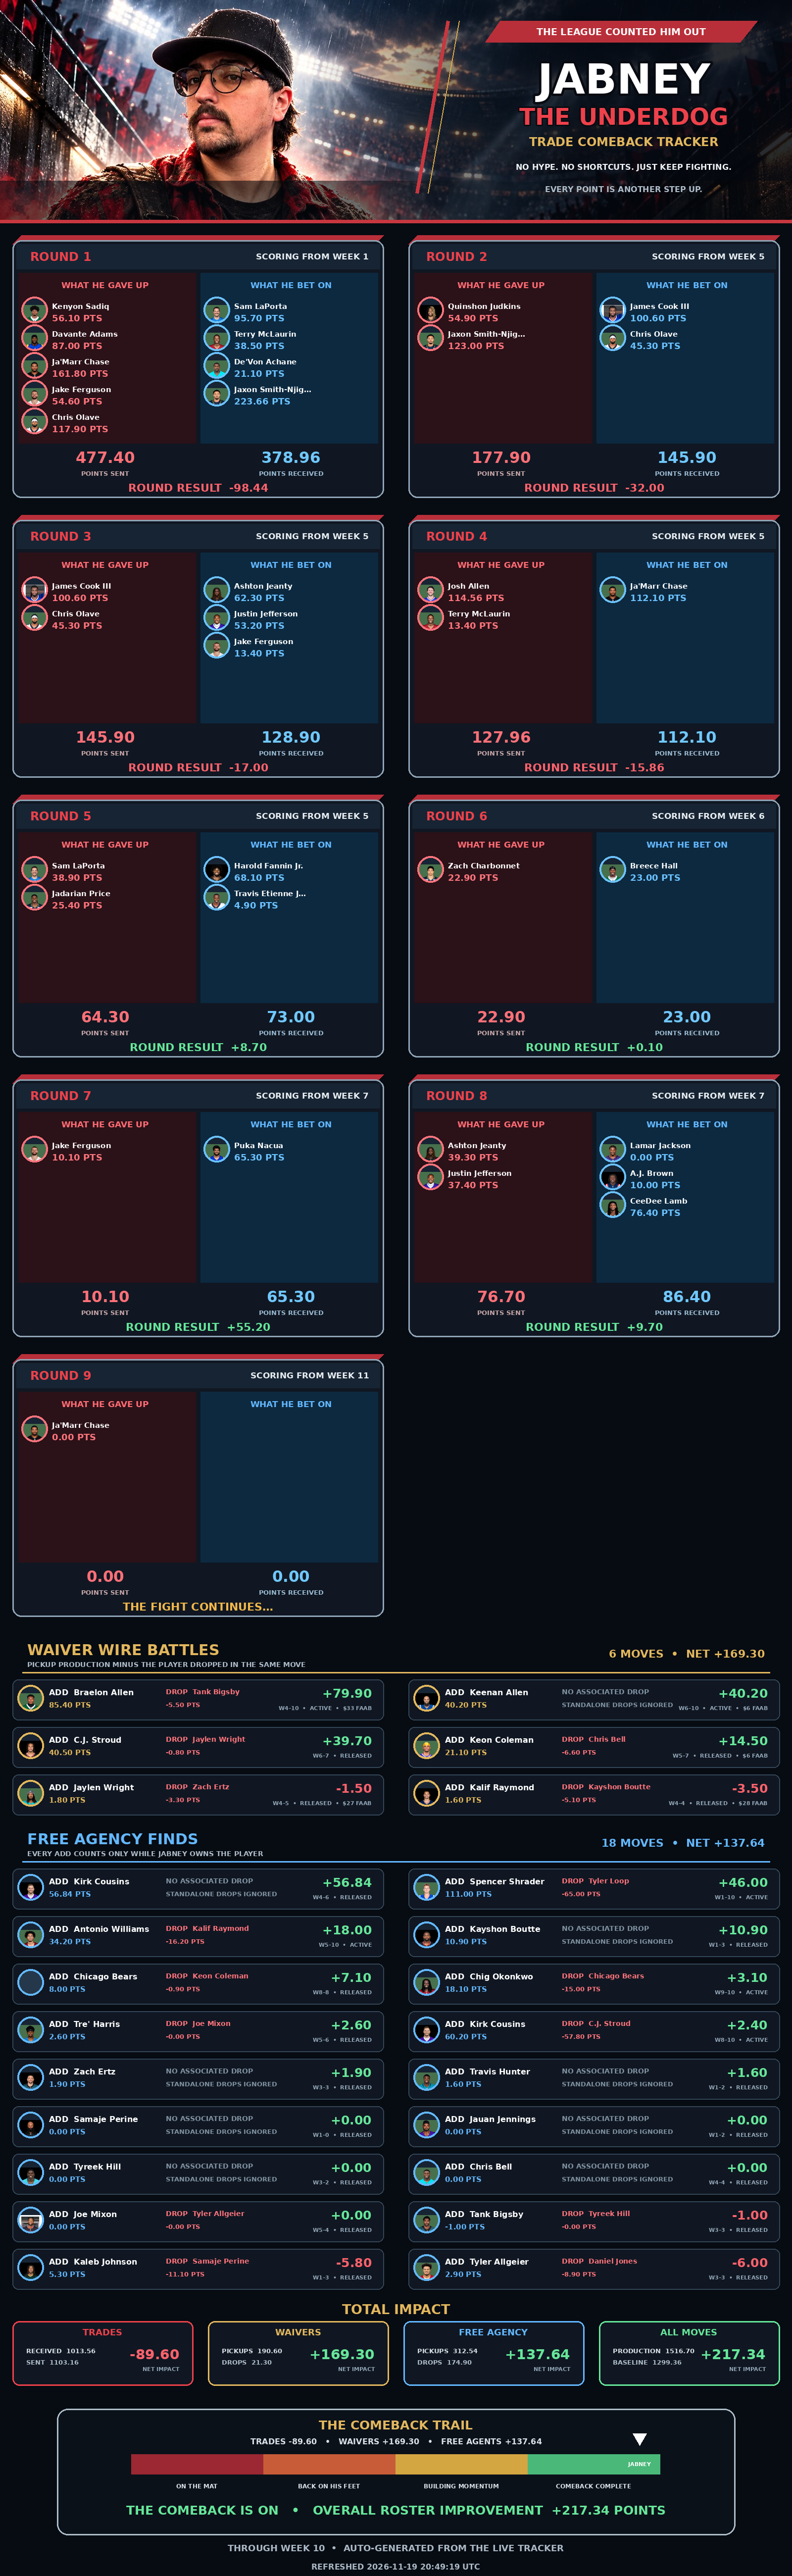 THE LEAGUE COUNTED HIM OUT
JABNEY
THE UNDERDOG
TRADE COMEBACK TRACKER
NO HYPE. NO SHORTCUTS. JUST KEEP FIGHTING.
EVERY POINT IS ANOTHER STEP UP.
ROUND 1 SCORING FROM WEEK 1
WHAT HE GAVE UP
Kenyon Sadiq
56.10 PTS
Davante Adams
87.00 PTS
Ja'Marr Chase
161.80 PTS
Jake Ferguson
54.60 PTS
Chris Olave
117.90 PTS
477.40
POINTS SENT
WHAT HE BET ON
Sam LaPorta
95.70 PTS
Terry McLaurin
38.50 PTS
De'Von Achane
21.10 PTS
Jaxon Smith-Njig...
223.66 PTS
378.96
POINTS RECEIVED
ROUND RESULT -98.44
ROUND 2 SCORING FROM WEEK 5
WHAT HE GAVE UP
Quinshon Judkins
54.90 PTS
Jaxon Smith-Njig...
123.00 PTS
177.90
POINTS SENT
WHAT HE BET ON
James Cook III
100.60 PTS
Chris Olave
45.30 PTS
145.90
POINTS RECEIVED
ROUND RESULT -32.00
ROUND 3 SCORING FROM WEEK 5
WHAT HE GAVE UP
James Cook III
100.60 PTS
Chris Olave
45.30 PTS
145.90
POINTS SENT
WHAT HE BET ON
Ashton Jeanty
62.30 PTS
Justin Jefferson
53.20 PTS
Jake Ferguson
13.40 PTS
128.90
POINTS RECEIVED
ROUND RESULT -17.00
ROUND 4 SCORING FROM WEEK 5
WHAT HE GAVE UP
Josh Allen
114.56 PTS
Terry McLaurin
13.40 PTS
127.96
POINTS SENT
WHAT HE BET ON
Ja'Marr Chase
112.10 PTS
112.10
POINTS RECEIVED
ROUND RESULT -15.86
ROUND 5 SCORING FROM WEEK 5
WHAT HE GAVE UP
Sam LaPorta
38.90 PTS
Jadarian Price
25.40 PTS
64.30
POINTS SENT
WHAT HE BET ON
Harold Fannin Jr.
68.10 PTS
Travis Etienne J...
4.90 PTS
73.00
POINTS RECEIVED
ROUND RESULT +8.70
ROUND 6 SCORING FROM WEEK 6
WHAT HE GAVE UP
Zach Charbonnet
22.90 PTS
22.90
POINTS SENT
WHAT HE BET ON
Breece Hall
23.00 PTS
23.00
POINTS RECEIVED
ROUND RESULT +0.10
ROUND 7 SCORING FROM WEEK 7
WHAT HE GAVE UP
Jake Ferguson
10.10 PTS
10.10
POINTS SENT
WHAT HE BET ON
Puka Nacua
65.30 PTS
65.30
POINTS RECEIVED
ROUND RESULT +55.20
ROUND 8 SCORING FROM WEEK 7
WHAT HE GAVE UP
Ashton Jeanty
39.30 PTS
Justin Jefferson
37.40 PTS
76.70
POINTS SENT
WHAT HE BET ON
Lamar Jackson
0.00 PTS
A.J. Brown
10.00 PTS
CeeDee Lamb
76.40 PTS
86.40
POINTS RECEIVED
ROUND RESULT +9.70
ROUND 9 SCORING FROM WEEK 11
WHAT HE GAVE UP
Ja'Marr Chase
0.00 PTS
0.00
POINTS SENT
WHAT HE BET ON
0.00
POINTS RECEIVED
THE FIGHT CONTINUES...
WAIVER WIRE BATTLES
PICKUP PRODUCTION MINUS THE PLAYER DROPPED IN THE SAME MOVE
6 MOVES • NET +169.30
ADD Braelon Allen DROP Tank Bigsby +79.90
85.40 PTS -5.50 PTS W4-10 • ACTIVE • $33 FAAB
ADD Keenan Allen NO ASSOCIATED DROP +40.20
40.20 PTS STANDALONE DROPS IGNORED W6-10 • ACTIVE • $6 FAAB
ADD C.J. Stroud DROP Jaylen Wright +39.70
40.50 PTS -0.80 PTS W6-7 • RELEASED
ADD Keon Coleman DROP Chris Bell +14.50
21.10 PTS -6.60 PTS W5-7 • RELEASED • $6 FAAB
ADD Jaylen Wright DROP Zach Ertz -1.50
1.80 PTS -3.30 PTS W4-5 • RELEASED • $27 FAAB
ADD Kalif Raymond DROP Kayshon Boutte -3.50
1.60 PTS -5.10 PTS W4-4 • RELEASED • $28 FAAB
FREE AGENCY FINDS
EVERY ADD COUNTS ONLY WHILE JABNEY OWNS THE PLAYER
18 MOVES • NET +137.64
ADD Kirk Cousins NO ASSOCIATED DROP +56.84
56.84 PTS STANDALONE DROPS IGNORED W4-6 • RELEASED
ADD Spencer Shrader DROP Tyler Loop +46.00
111.00 PTS -65.00 PTS W1-10 • ACTIVE
ADD Antonio Williams DROP Kalif Raymond +18.00
34.20 PTS -16.20 PTS W5-10 • ACTIVE
ADD Kayshon Boutte NO ASSOCIATED DROP +10.90
10.90 PTS STANDALONE DROPS IGNORED W1-3 • RELEASED
ADD Chicago Bears DROP Keon Coleman +7.10
8.00 PTS -0.90 PTS W8-8 • RELEASED
ADD Chig Okonkwo DROP Chicago Bears +3.10
18.10 PTS -15.00 PTS W9-10 • ACTIVE
ADD Tre' Harris DROP Joe Mixon +2.60
2.60 PTS -0.00 PTS W5-6 • RELEASED
ADD Kirk Cousins DROP C.J. Stroud +2.40
60.20 PTS -57.80 PTS W8-10 • ACTIVE
ADD Zach Ertz NO ASSOCIATED DROP +1.90
1.90 PTS STANDALONE DROPS IGNORED W3-3 • RELEASED
ADD Travis Hunter NO ASSOCIATED DROP +1.60
1.60 PTS STANDALONE DROPS IGNORED W1-2 • RELEASED
ADD Samaje Perine NO ASSOCIATED DROP +0.00
0.00 PTS STANDALONE DROPS IGNORED W1-0 • RELEASED
ADD Jauan Jennings NO ASSOCIATED DROP +0.00
0.00 PTS STANDALONE DROPS IGNORED W1-2 • RELEASED
ADD Tyreek Hill NO ASSOCIATED DROP +0.00
0.00 PTS STANDALONE DROPS IGNORED W3-2 • RELEASED
ADD Chris Bell NO ASSOCIATED DROP +0.00
0.00 PTS STANDALONE DROPS IGNORED W4-4 • RELEASED
ADD Joe Mixon DROP Tyler Allgeier +0.00
0.00 PTS -0.00 PTS W5-4 • RELEASED
ADD Tank Bigsby DROP Tyreek Hill -1.00
-1.00 PTS -0.00 PTS W3-3 • RELEASED
ADD Kaleb Johnson DROP Samaje Perine -5.80
5.30 PTS -11.10 PTS W1-3 • RELEASED
ADD Tyler Allgeier DROP Daniel Jones -6.00
2.90 PTS -8.90 PTS W3-3 • RELEASED
TOTAL IMPACT
TRADES
RECEIVED 1013.56
SENT 1103.16
-89.60
NET IMPACT
WAIVERS
PICKUPS 190.60
DROPS 21.30
+169.30
NET IMPACT
FREE AGENCY
PICKUPS 312.54
DROPS 174.90
+137.64
NET IMPACT
ALL MOVES
PRODUCTION 1516.70
BASELINE 1299.36
+217.34
NET IMPACT
THE COMEBACK TRAIL
TRADES -89.60 • WAIVERS +169.30 • FREE AGENTS +137.64
JABNEY
ON THE MAT BACK ON HIS FEET BUILDING MOMENTUM COMEBACK COMPLETE
THE COMEBACK IS ON • OVERALL ROSTER IMPROVEMENT +217.34 POINTS
THROUGH WEEK 10 • AUTO-GENERATED FROM THE LIVE TRACKER
REFRESHED 2026-11-19 20:49:19 UTC